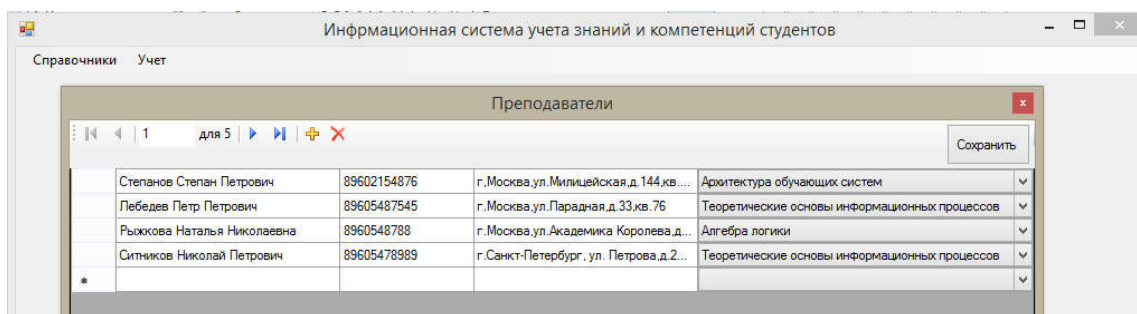 Инфрмационная система учета знаний и компетенций студентов
Справочники Учет
Преподаватели
1 для 5
Сохранить
Степанов Степан Петрович 89602154876 г,Москва,ул.Милицейская,д.144,кв.... Архитектура обучающих систем
Лебедев Петр Петрович 89605487545 г.Москва,ул.Парадная,д.33,кв.76 Теоретические основы информационных процессов
Рыжкова Наталья Николаевна 8960548788 г.Москва,ул.Академика Королева,д... Алгебра логики
Ситников Николай Петрович 89605478989 г.Санкт-Петербург, ул. Петрова,д.2... Теоретические основы информационных процессов